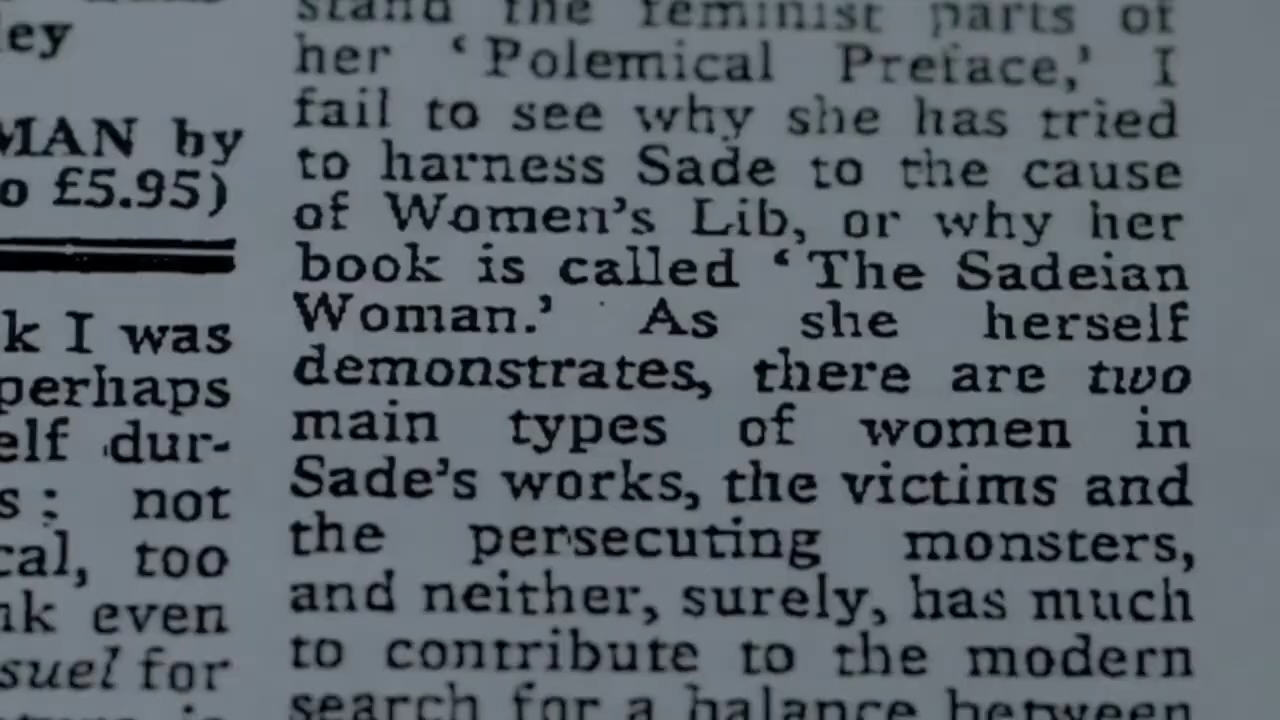 ley
MAN by
o £5.95)
k I was
perhaps
elf dur-
s : not
cal, too
nk even
suel for
stand the feminist parts of
her ‘Polemical Preface,’ I
fail to see why she has tried
to harness Sade to the cause
of Women’s Lib, or why her
book is called ‘The Sadeian
Woman.’ As she herself
demonstrates, there are two
main types of women in
Sade’s works, the victims and
the persecuting monsters,
and neither, surely, has much
to contribute to the modern
search for a balance between